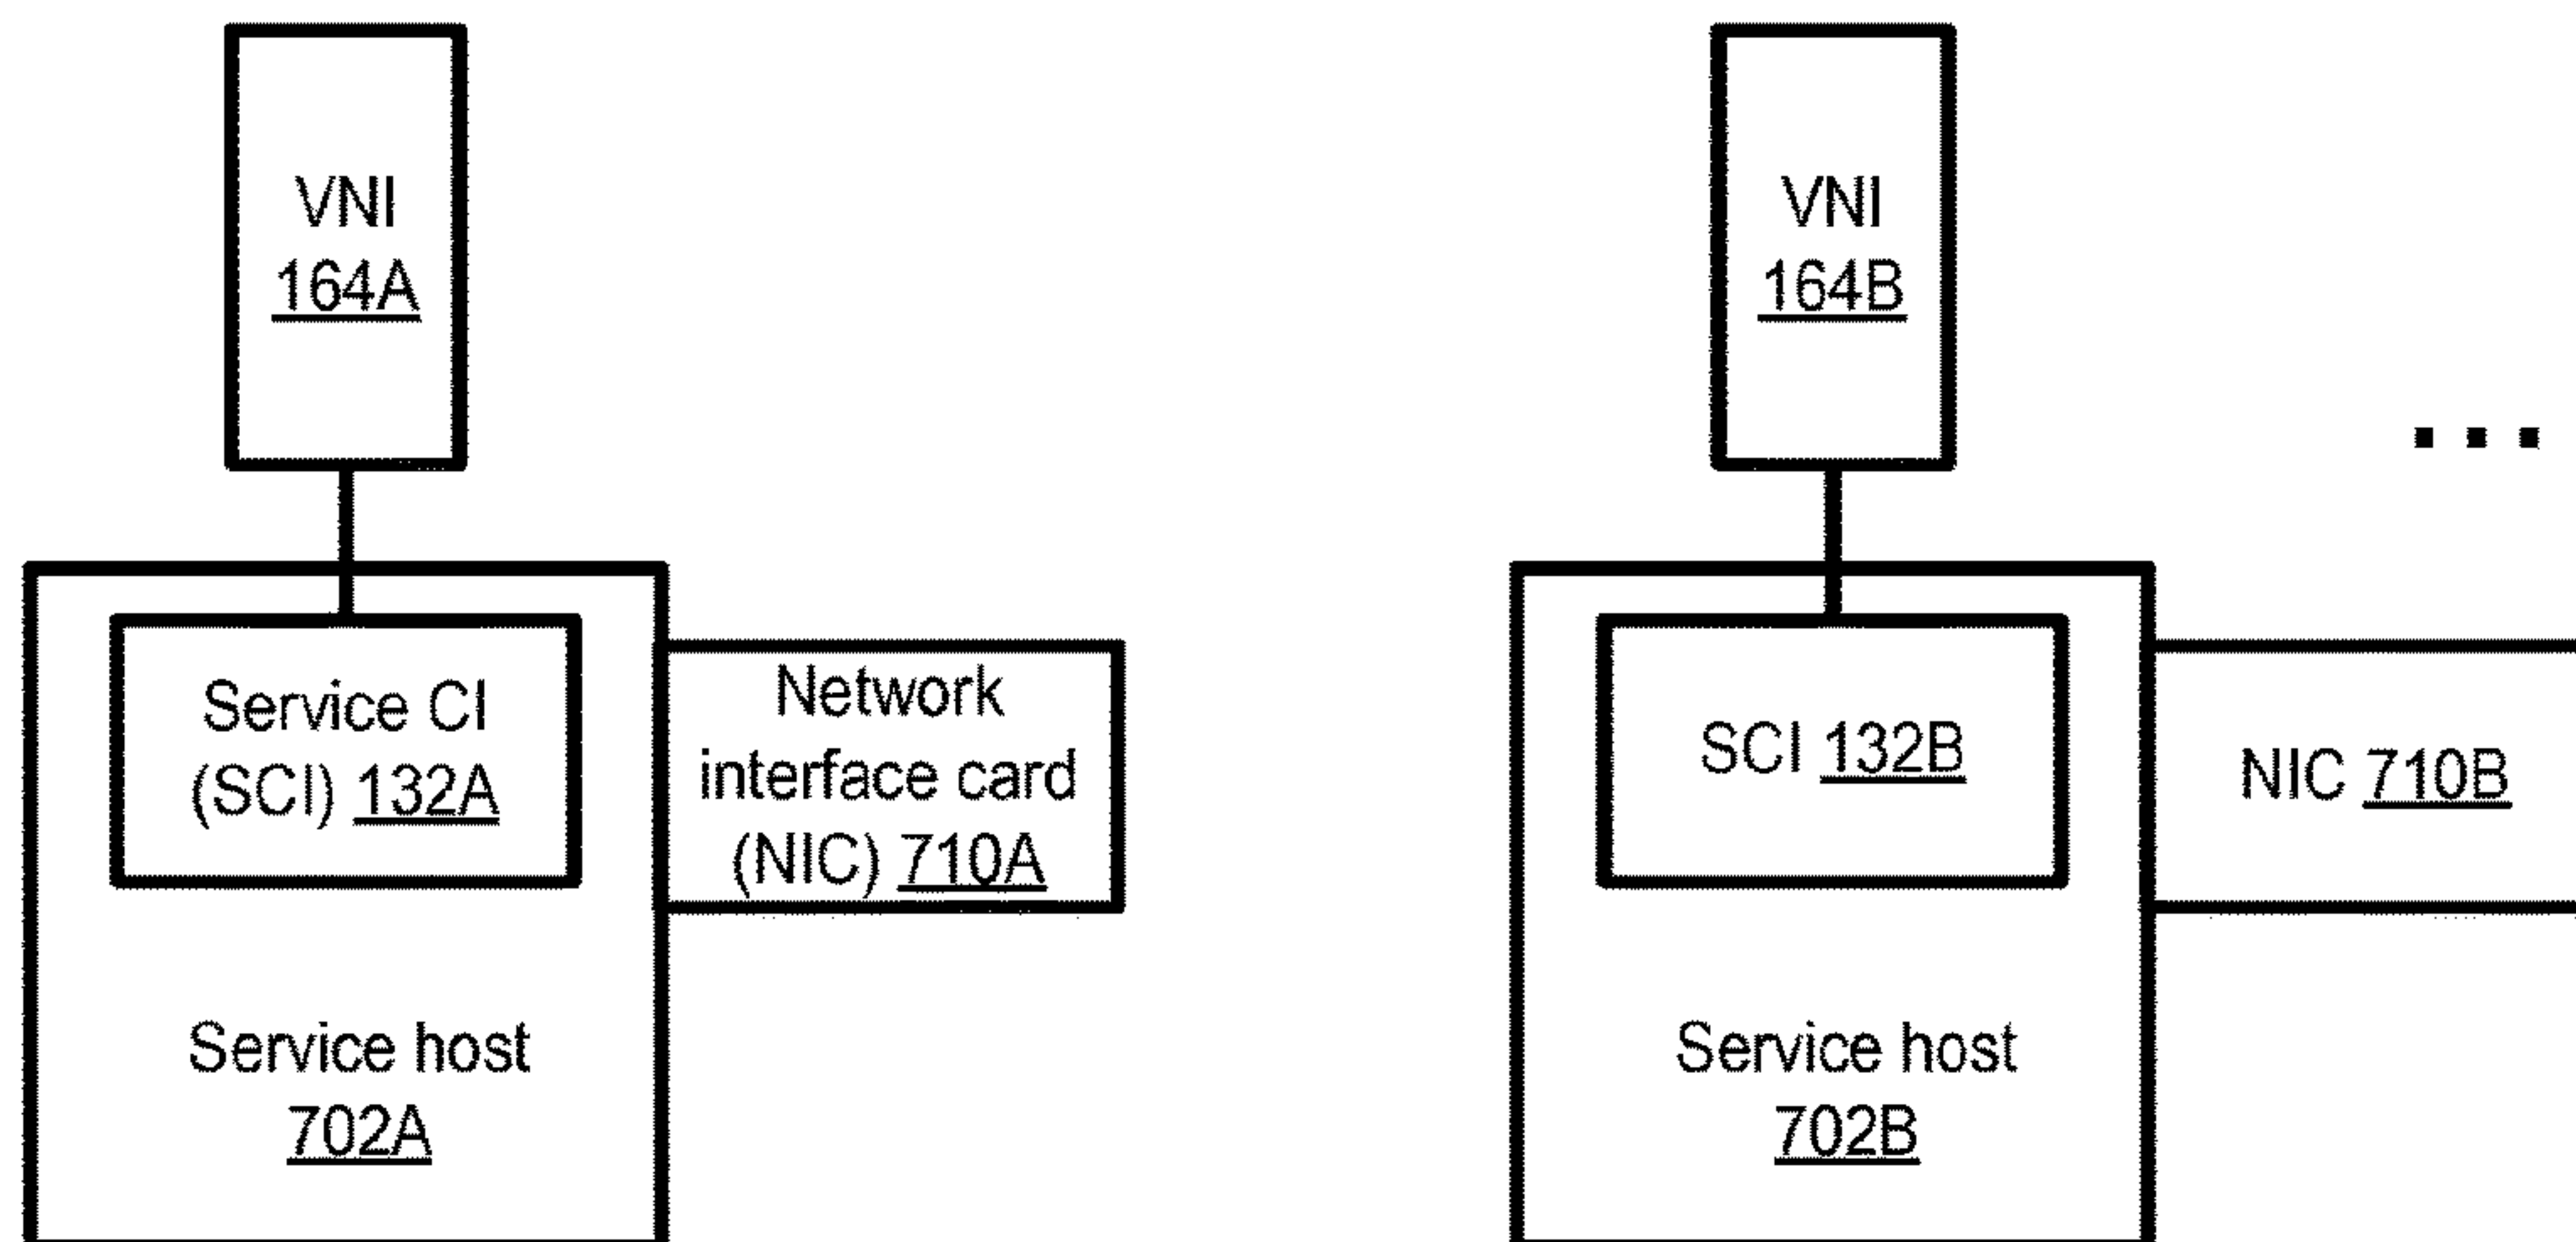 VNI
164A
VNI
164B
...
Service CI
(SCI) 132A
Network
interface card
(NIC) 710A
SCI 132B
NIC 710B
Service host
702A
Service host
702B